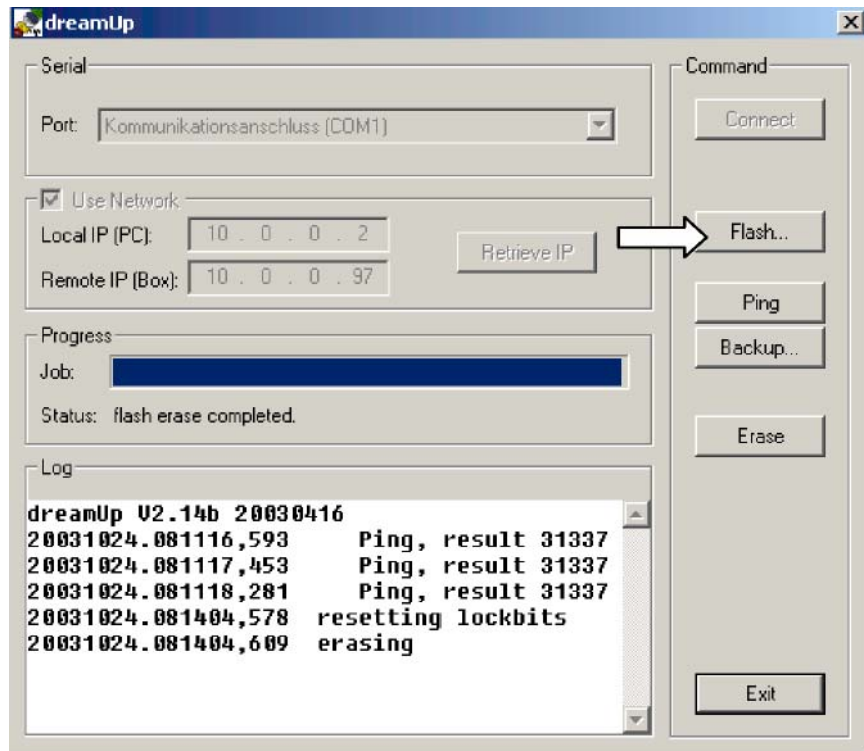 dreamUp
Serial
Port: Kommunikationsanschluss (COM1)
Use Network
Local IP (PC): 10 . 0 . 0 . 2
Remote IP (Box): 10 . 0 . 0 . 97
Retrieve IP
Progress
Job:
Status: flash erase completed.
Log
dreamUp V2.14b 20030416
20031024.081116,593 Ping, result 31337
20031024.081117,453 Ping, result 31337
20031024.081118,281 Ping, result 31337
20031024.081404,578 resetting lockbits
20031024.081404,609 erasing
Command
Connect
Flash...
Ping
Backup...
Erase
Exit